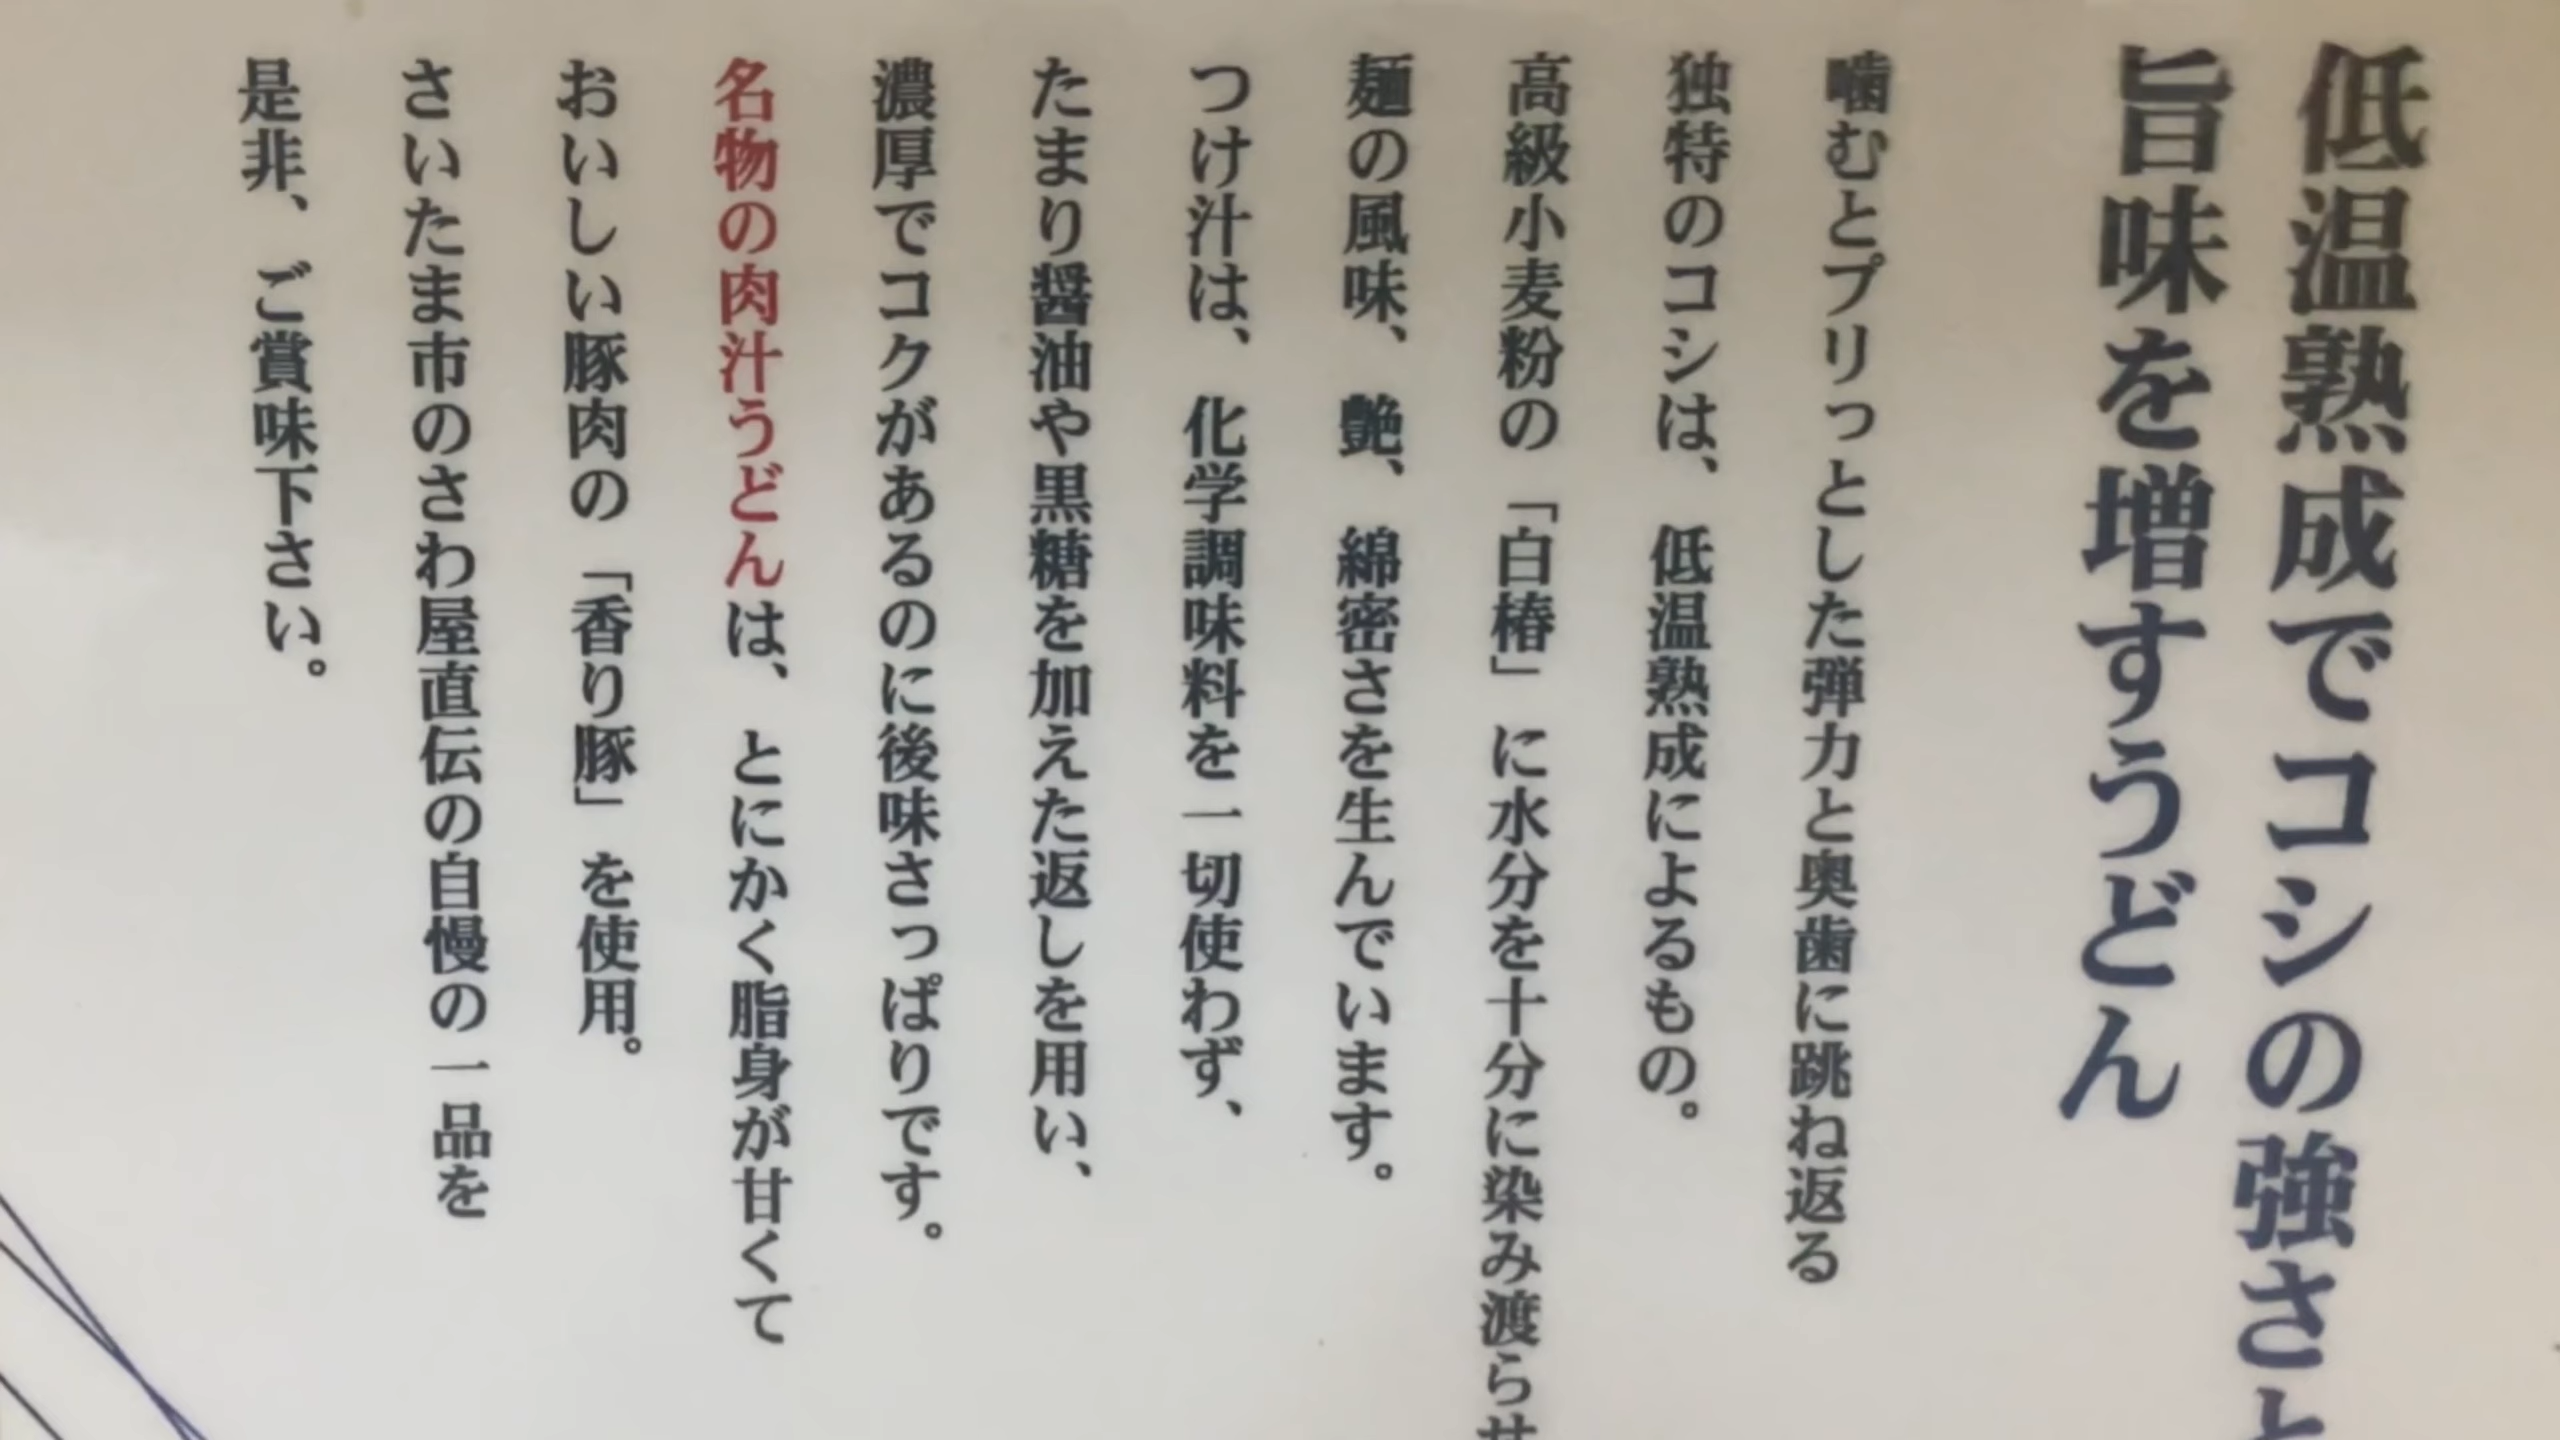 低温熟成でコシの強さと
旨味を増すうどん
噛むとプリっとした弾力と奥歯に跳ね返る
独特のコシは、低温熟成によるもの。
高級小麦粉の「白椿」に水分を十分に染み渡らせ
麺の風味、艶、綿密さを生んでいます。
つけ汁は、化学調味料を一切使わず、
たまり醤油や黒糖を加えた返しを用い、
濃厚でコクがあるのに後味さっぱりです。
名物の肉汁うどんは、とにかく脂身が甘くて
おいしい豚肉の「香り豚」を使用。
さいたま市のさわ屋直伝の自慢の一品を
是非、ご賞味下さい。